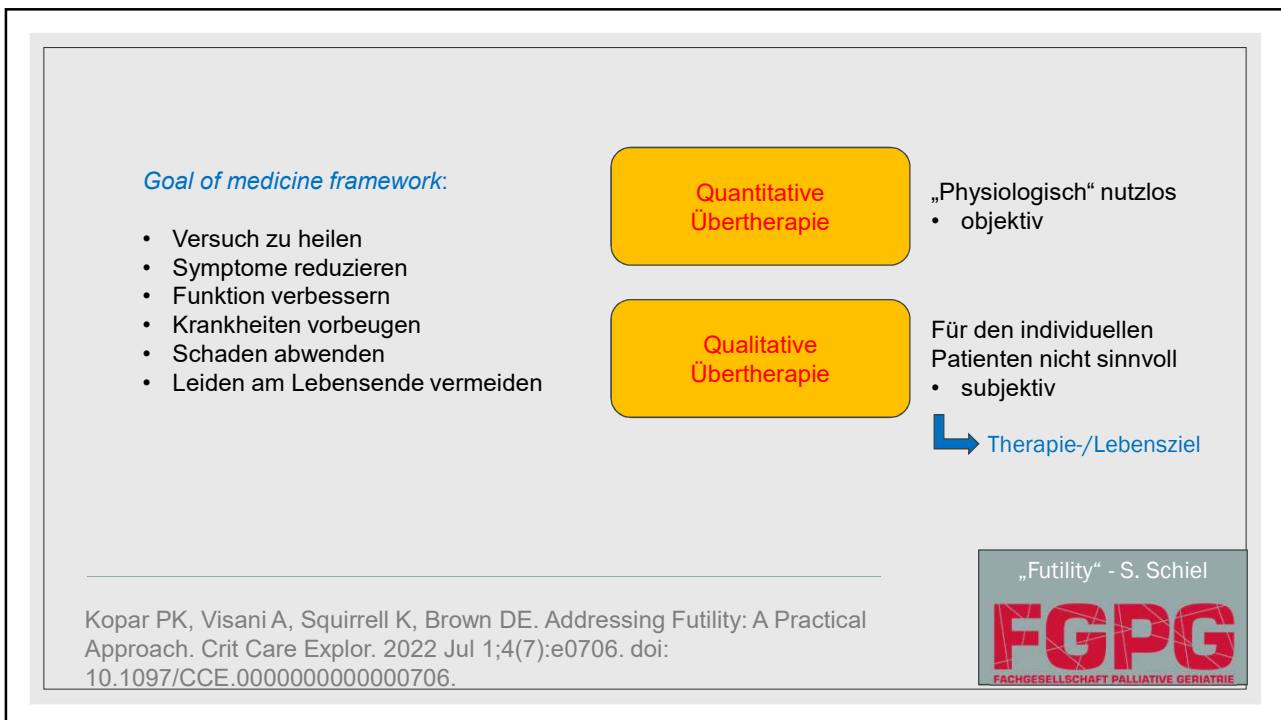 Goal of medicine framework:
• Versuch zu heilen
• Symptome reduzieren
• Funktion verbessern
• Krankheiten vorbeugen
• Schaden abwenden
• Leiden am Lebensende vermeiden
Quantitative
Übertherapie
„Physiologisch“ nutzlos
• objektiv
Qualitative
Übertherapie
Für den individuellen
Patienten nicht sinnvoll
• subjektiv
Therapie-/Lebensziel
Kopar PK, Visani A, Squirrell K, Brown DE. Addressing Futility: A Practical
Approach. Crit Care Explor. 2022 Jul 1;4(7):e0706. doi:
10.1097/CCE.0000000000000706.
„Futility“ - S. Schiel
FGPG
FACHGESELLSCHAFT PALLIATIVE GERIATRIE